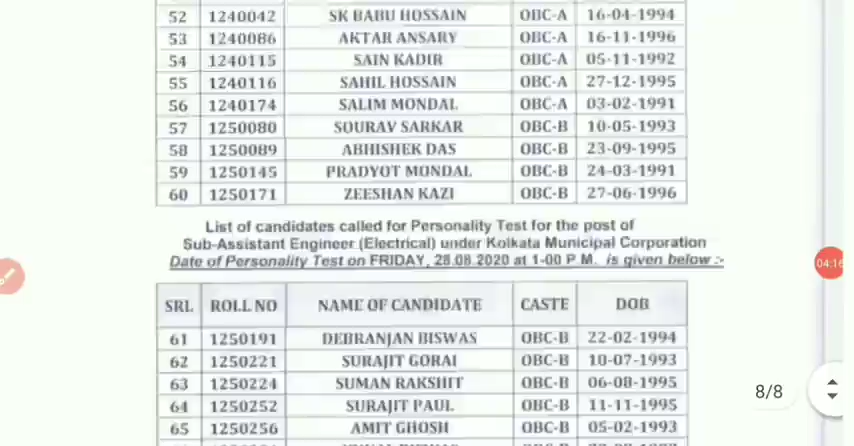 52 1240042 SK BABU HOSSAIN OBC-A 16-04-1994
53 1240086 AKTAR ANSARY OBC-A 16-11-1996
54 1240115 SAIN KADIR OBC-A 05-11-1992
55 1240116 SAHIL HOSSAIN OBC-A 27-12-1995
56 1240174 SALIM MONDAL OBC-A 03-02-1991
57 1250080 SOURAV SARKAR OBC-B 10-05-1993
58 1250089 ABHISHEK DAS OBC-B 23-09-1995
59 1250145 PRADYOT MONDAL OBC-B 24-03-1991
60 1250171 ZEESHAN KAZI OBC-B 27-06-1996
List of candidates called for Personality Test for the post of
Sub-Assistant Engineer (Electrical) under Kolkata Municipal Corporation
Date of Personality Test on FRIDAY, 28.08.2020 at 1-00 P.M. is given below :-
04:16
SRL ROLL NO NAME OF CANDIDATE CASTE DOB
61 1250191 DEBRANJAN BISWAS OBC-B 22-02-1994
62 1250221 SURAJIT GORAI OBC-B 10-07-1993
63 1250224 SUMAN RAKSHIT OBC-B 06-08-1995
64 1250252 SURAJIT PAUL OBC-B 11-11-1995
65 1250256 AMIT GHOSH OBC-B 05-02-1993
8/8